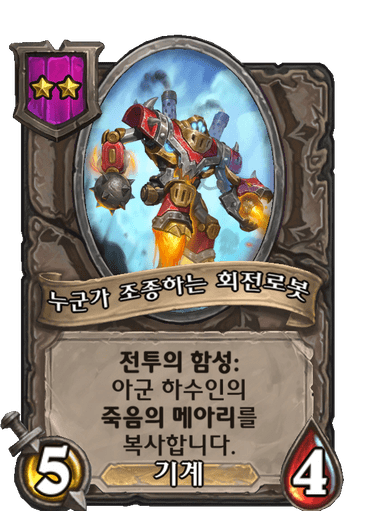 누군가 조종하는 회전로봇
전투의 함성:
아군 하수인의
죽음의 메아리를
복사합니다.
기계
5
4